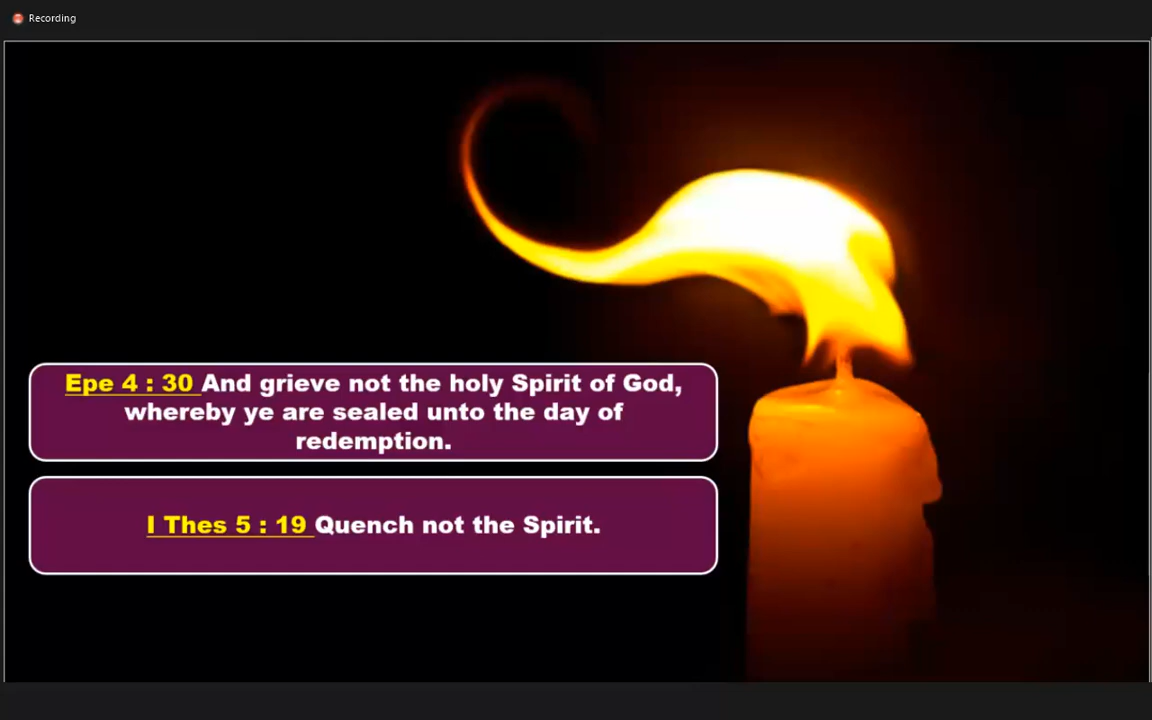 Recording
Epe 4 : 30 And grieve not the holy Spirit of God,
whereby ye are sealed unto the day of
redemption.
I Thes 5 : 19 Quench not the Spirit.